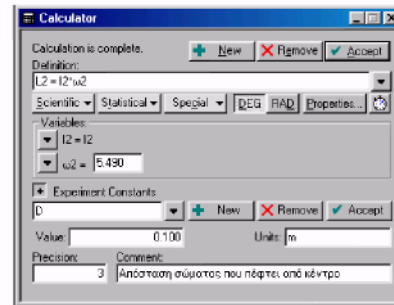 Calculator
Calculation is complete. New Remove Accept
Definition:
L2 = I2*ω2
Scientific Statistical Special DEG RAD Properties...
Variables:
I2 = I2
ω2 = 5.490
Experiment Constants
D New Remove Accept
Value: 0.100 Units: m
Precision: Comment:
3 Απόσταση σώματος που πέφτει από κέντρο